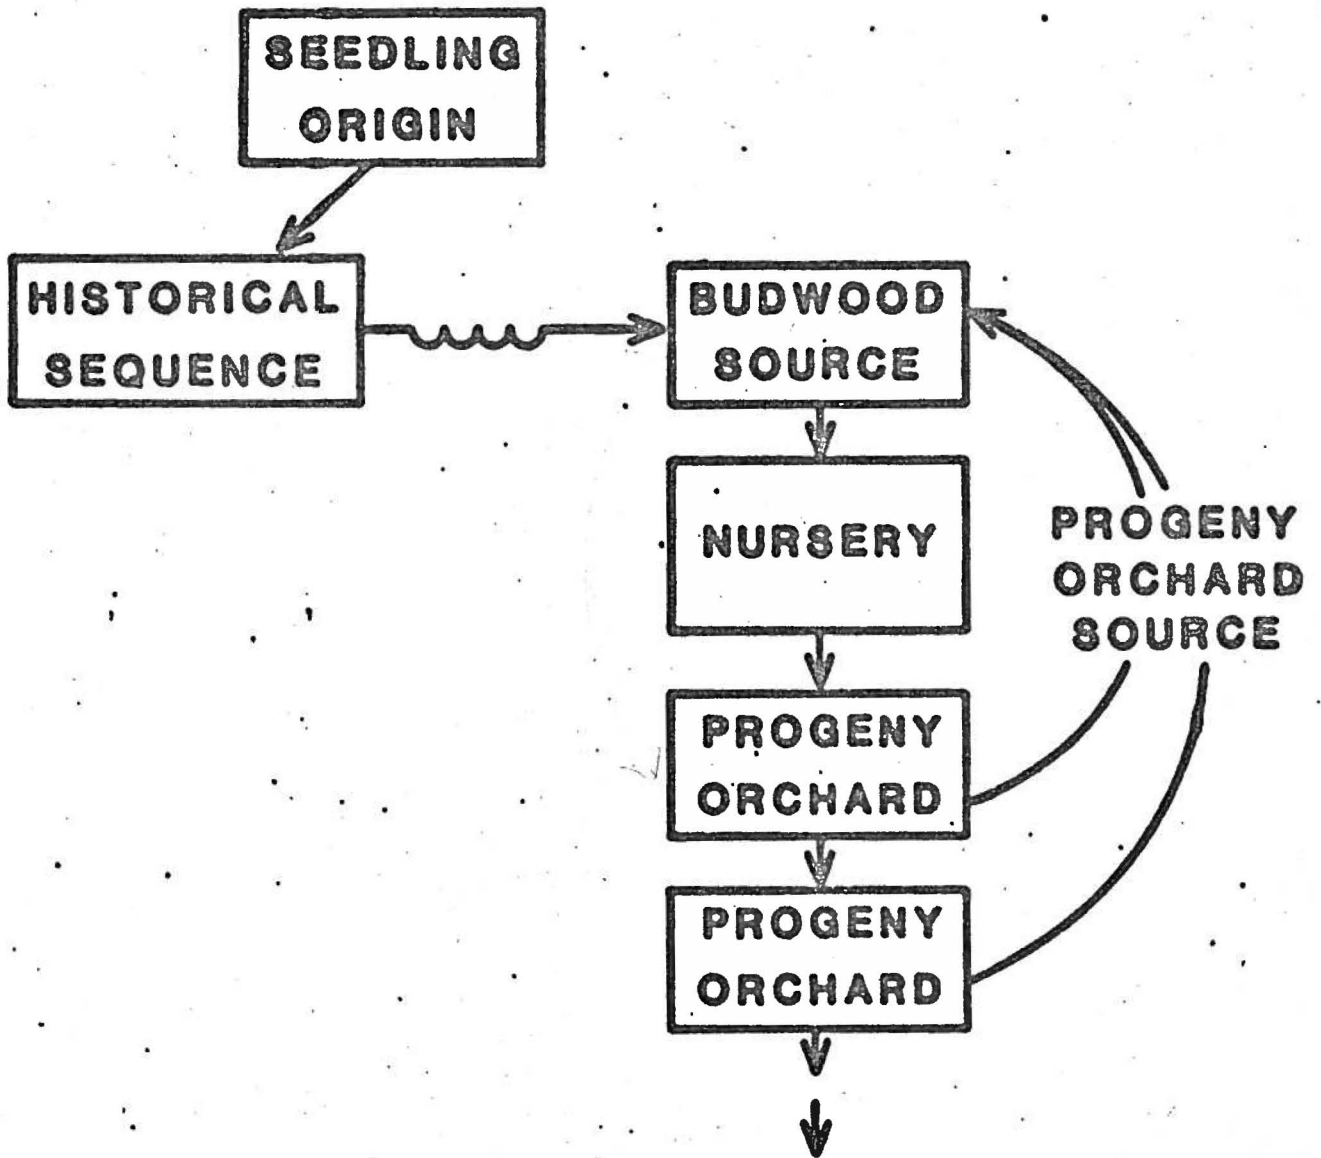 SEEDLING
ORIGIN
HISTORICAL
SEQUENCE
BUDWOOD
SOURCE
NURSERY
PROGENY
ORCHARD
SOURCE
PROGENY
ORCHARD
PROGENY
ORCHARD